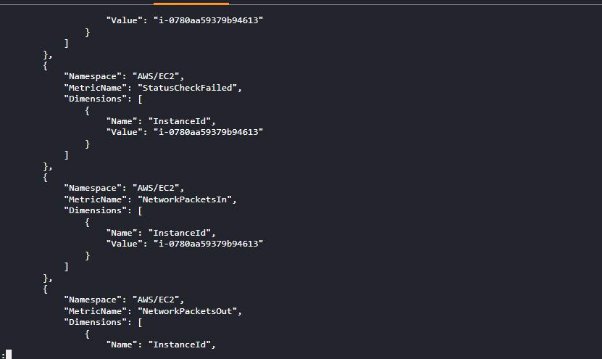 "Value": "i-0780aa59379b94613"
}
]
},
{
"Namespace": "AWS/EC2",
"MetricName": "StatusCheckFailed",
"Dimensions": [
{
"Name": "InstanceId",
"Value": "i-0780aa59379b94613"
}
]
},
{
"Namespace": "AWS/EC2",
"MetricName": "NetworkPacketsIn",
"Dimensions": [
{
"Name": "InstanceId",
"Value": "i-0780aa59379b94613"
}
]
},
{
"Namespace": "AWS/EC2",
"MetricName": "NetworkPacketsOut",
"Dimensions": [
{
"Name": "InstanceId",
: